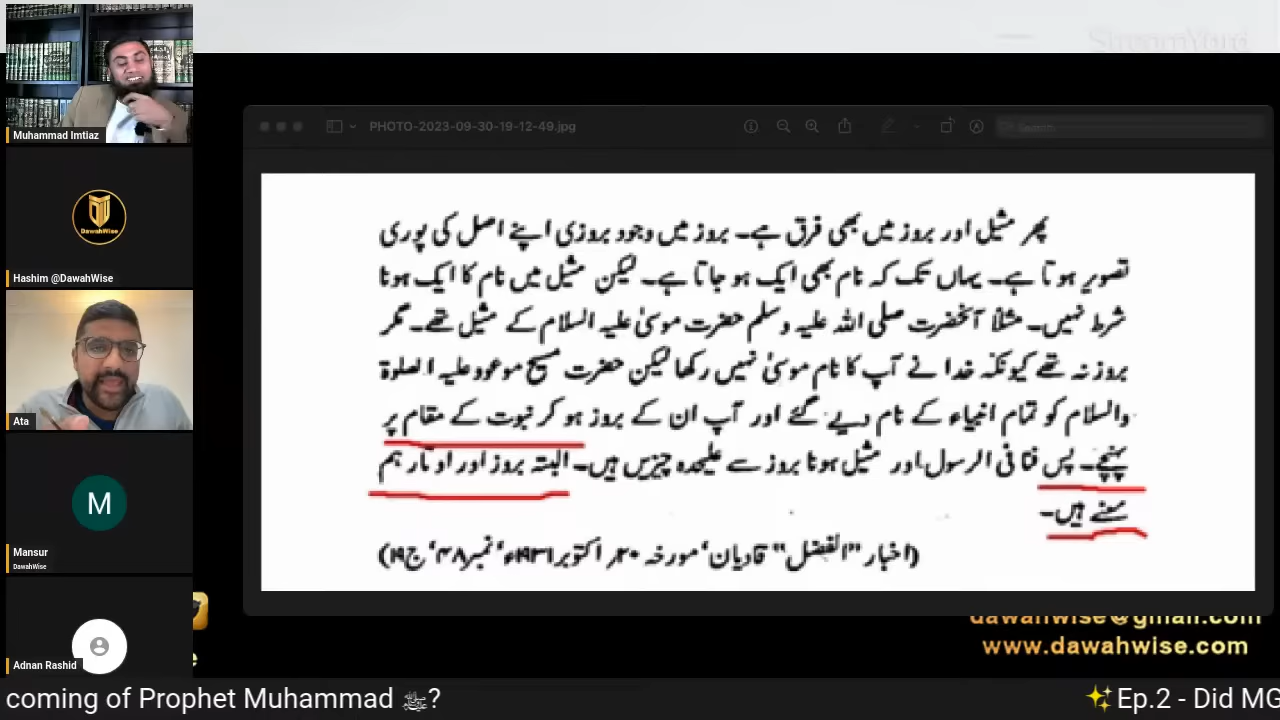 StreamYard
Muhammad Imtiaz
DawahWise
Hashim @DawahWise
Ata
M
Mansur
DawahWise
Adnan Rashid
PHOTO-2023-09-30-19-12-49.jpg
Search
پھر مثیل اور بروز میں بھی فرق ہے۔ بروز میں وجود بروزی اپنے اصل کی پوری
تصویر ہوتا ہے۔ یہاں تک کہ نام بھی ایک ہو جاتا ہے۔ لیکن مثیل میں نام کا ایک ہونا
شرط نہیں۔ مثلاً آنحضرت صلی اللہ علیہ وسلم حضرت موسیٰ علیہ السلام کے مثیل تھے۔ مگر
بروز نہ تھے کیونکہ خدا نے آپ کا نام موسیٰ نہیں رکھا لیکن حضرت مسیح موعود علیہ الصلوۃ
والسلام کو تمام انبیاء کے نام دیے گئے اور آپ ان کے بروز ہو کر نبوت کے مقام پر
پہنچے۔ پس فنا فی الرسول اور مثیل ہونا بروز سے علیحدہ چیزیں ہیں۔ البتہ بروز اور اوتار ہم
معنے ہیں۔
(اخبار "الفضل" قادیان، مورخہ ۲۰؍ اکتوبر ۱۹۳۱ء، نمبر ۴۸، ج ۱۹)
dawahwise@gmail.com
www.dawahwise.com
coming of Prophet Muhammad ﷺ?
✨Ep.2 - Did MG